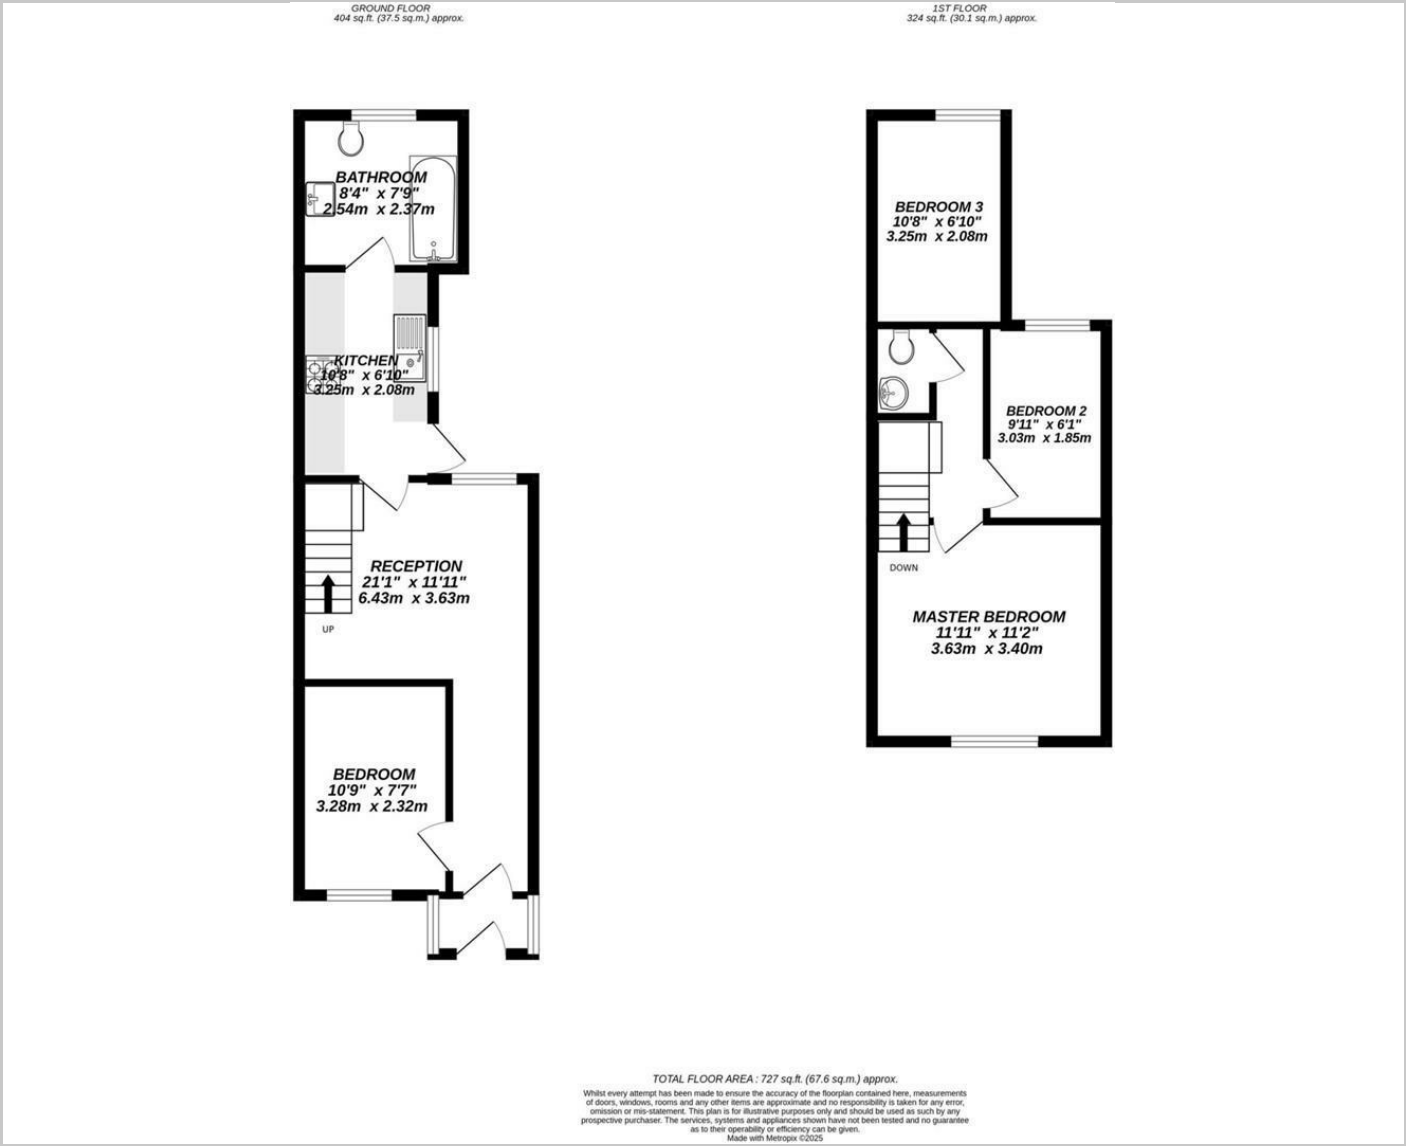 GROUND FLOOR
404 sq.ft. (37.5 sq.m.) approx.
1ST FLOOR
324 sq.ft. (30.1 sq.m.) approx.
BATHROOM
8'4" x 7'9"
2.54m x 2.37m
KITCHEN
10'8" x 6'10"
3.25m x 2.08m
RECEPTION
21'1" x 11'11"
6.43m x 3.63m
UP
BEDROOM
10'9" x 7'7"
3.28m x 2.32m
BEDROOM 3
10'8" x 6'10"
3.25m x 2.08m
BEDROOM 2
9'11" x 6'1"
3.03m x 1.85m
DOWN
MASTER BEDROOM
11'11" x 11'2"
3.63m x 3.40m
TOTAL FLOOR AREA : 727 sq.ft. (67.6 sq.m.) approx.
Whilst every attempt has been made to ensure the accuracy of the floorplan contained here, measurements
of doors, windows, rooms and any other items are approximate and no responsibility is taken for any error,
omission or mis-statement. This plan is for illustrative purposes only and should be used as such by any
prospective purchaser. The services, systems and appliances shown have not been tested and no guarantee
as to their operability or efficiency can be given.
Made with Metropix ©2025